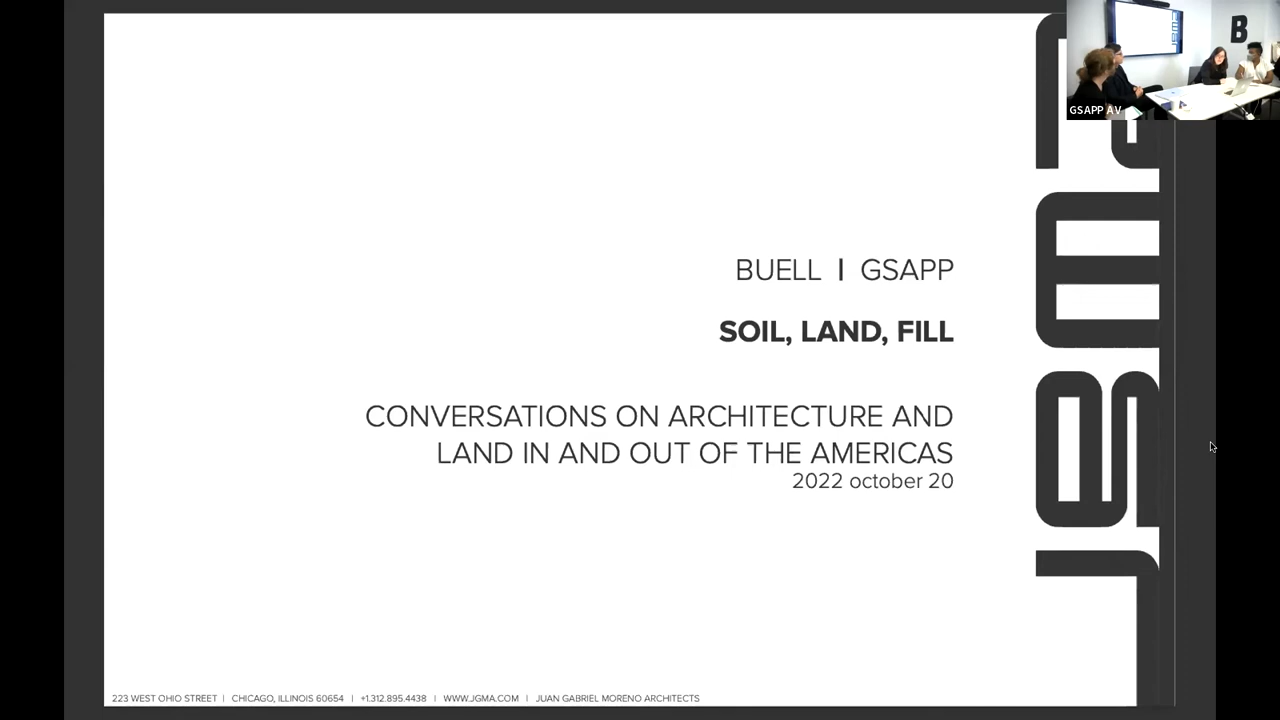 BUELL | GSAPP
SOIL, LAND, FILL
CONVERSATIONS ON ARCHITECTURE AND
LAND IN AND OUT OF THE AMERICAS
2022 october 20
jgma
B
GSAPP AV
223 WEST OHIO STREET | CHICAGO, ILLINOIS 60654 | +1.312.895.4438 | WWW.JGMA.COM | JUAN GABRIEL MORENO ARCHITECTS